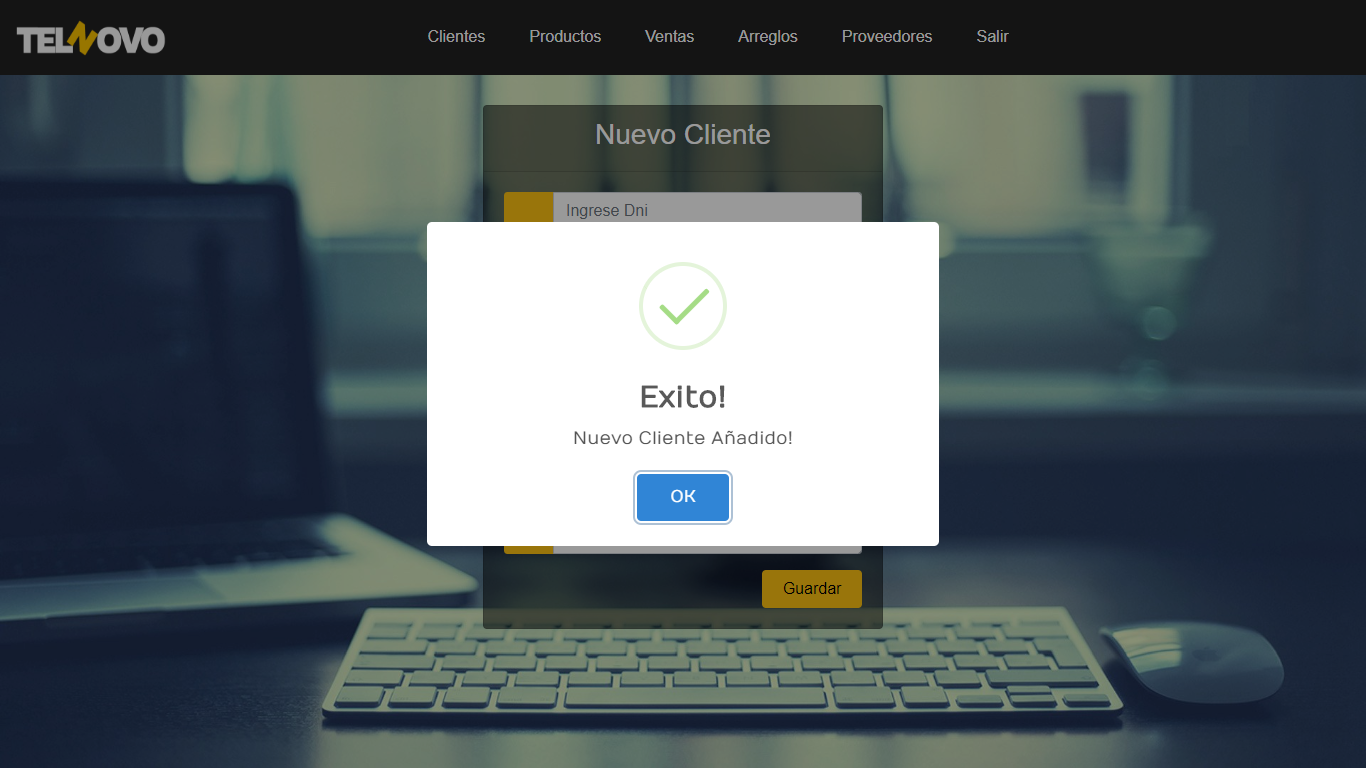 TELNOVO
Clientes Productos Ventas Arreglos Proveedores Salir
Nuevo Cliente
Ingrese Dni
Exito!
Nuevo Cliente Añadido!
OK
Guardar